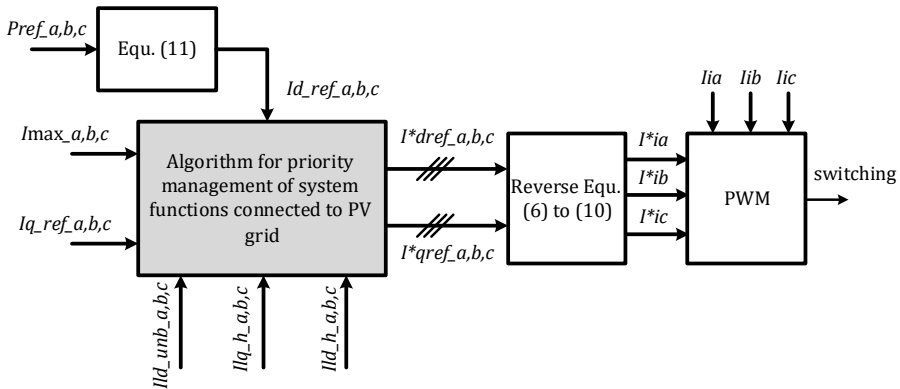 Pref_a,b,c
Equ. (11)
Id_ref_a,b,c
Imax_a,b,c
Iq_ref_a,b,c
Algorithm for priority
management of system
functions connected to PV
grid
Ild_unb_a,b,c
Ilq_h_a,b,c
Ild_h_a,b,c
I*dref_a,b,c
I*qref_a,b,c
Reverse Equ.
(6) to (10)
I*ia
I*ib
I*ic
Iia Iib Iic
PWM
switching